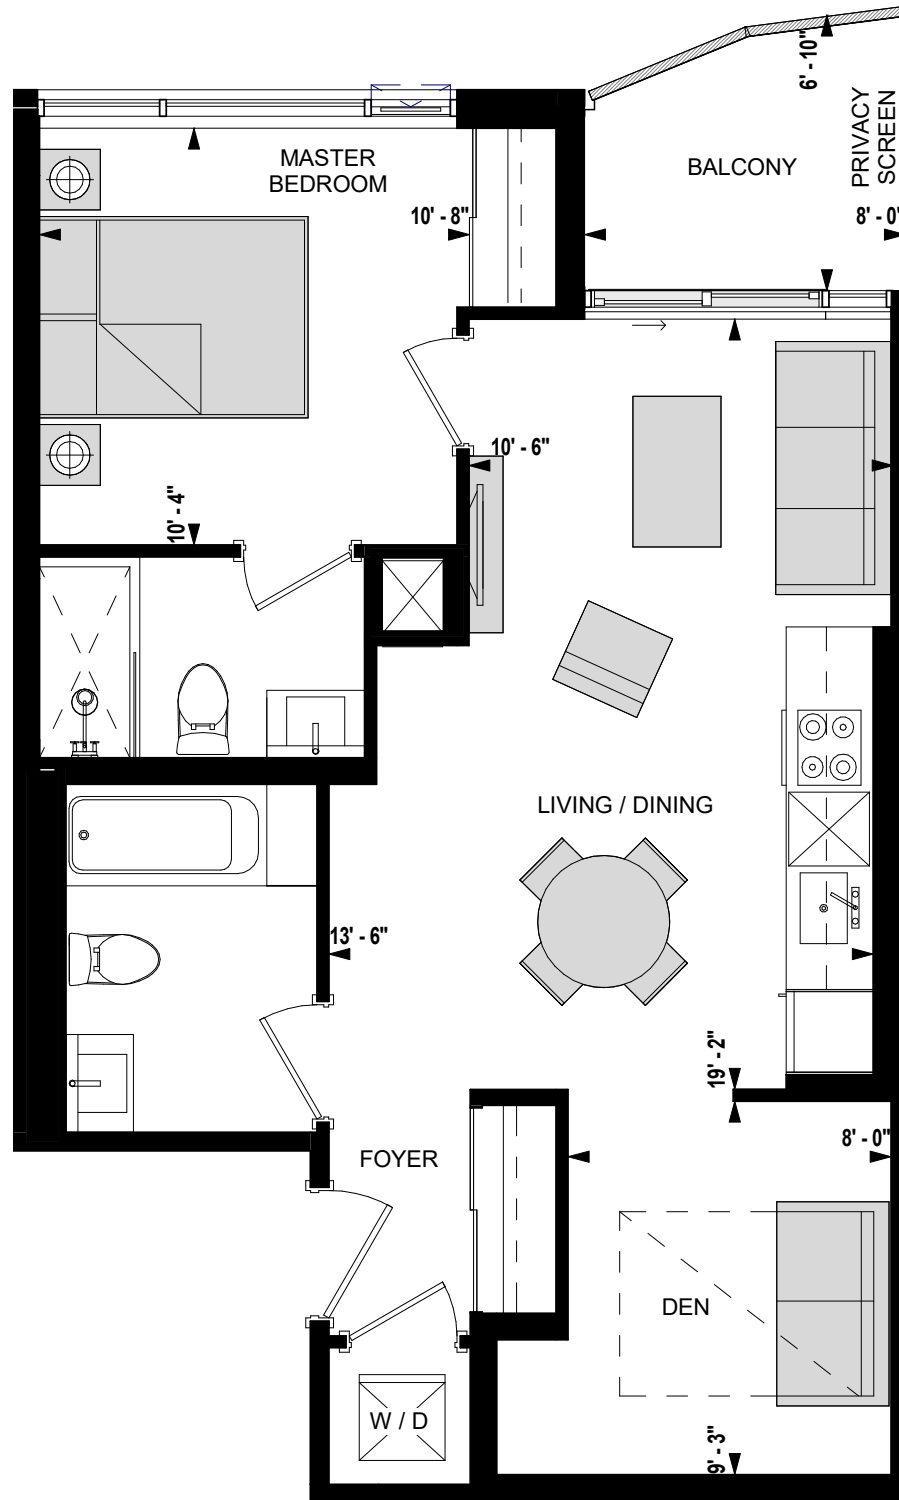 6' - 10"
MASTER
BEDROOM
BALCONY
PRIVACY
SCREEN
10' - 8"
8' - 0"
10' - 6"
10' - 4"
LIVING / DINING
13' - 6"
19' - 2"
8' - 0"
FOYER
DEN
W / D
9' - 3"